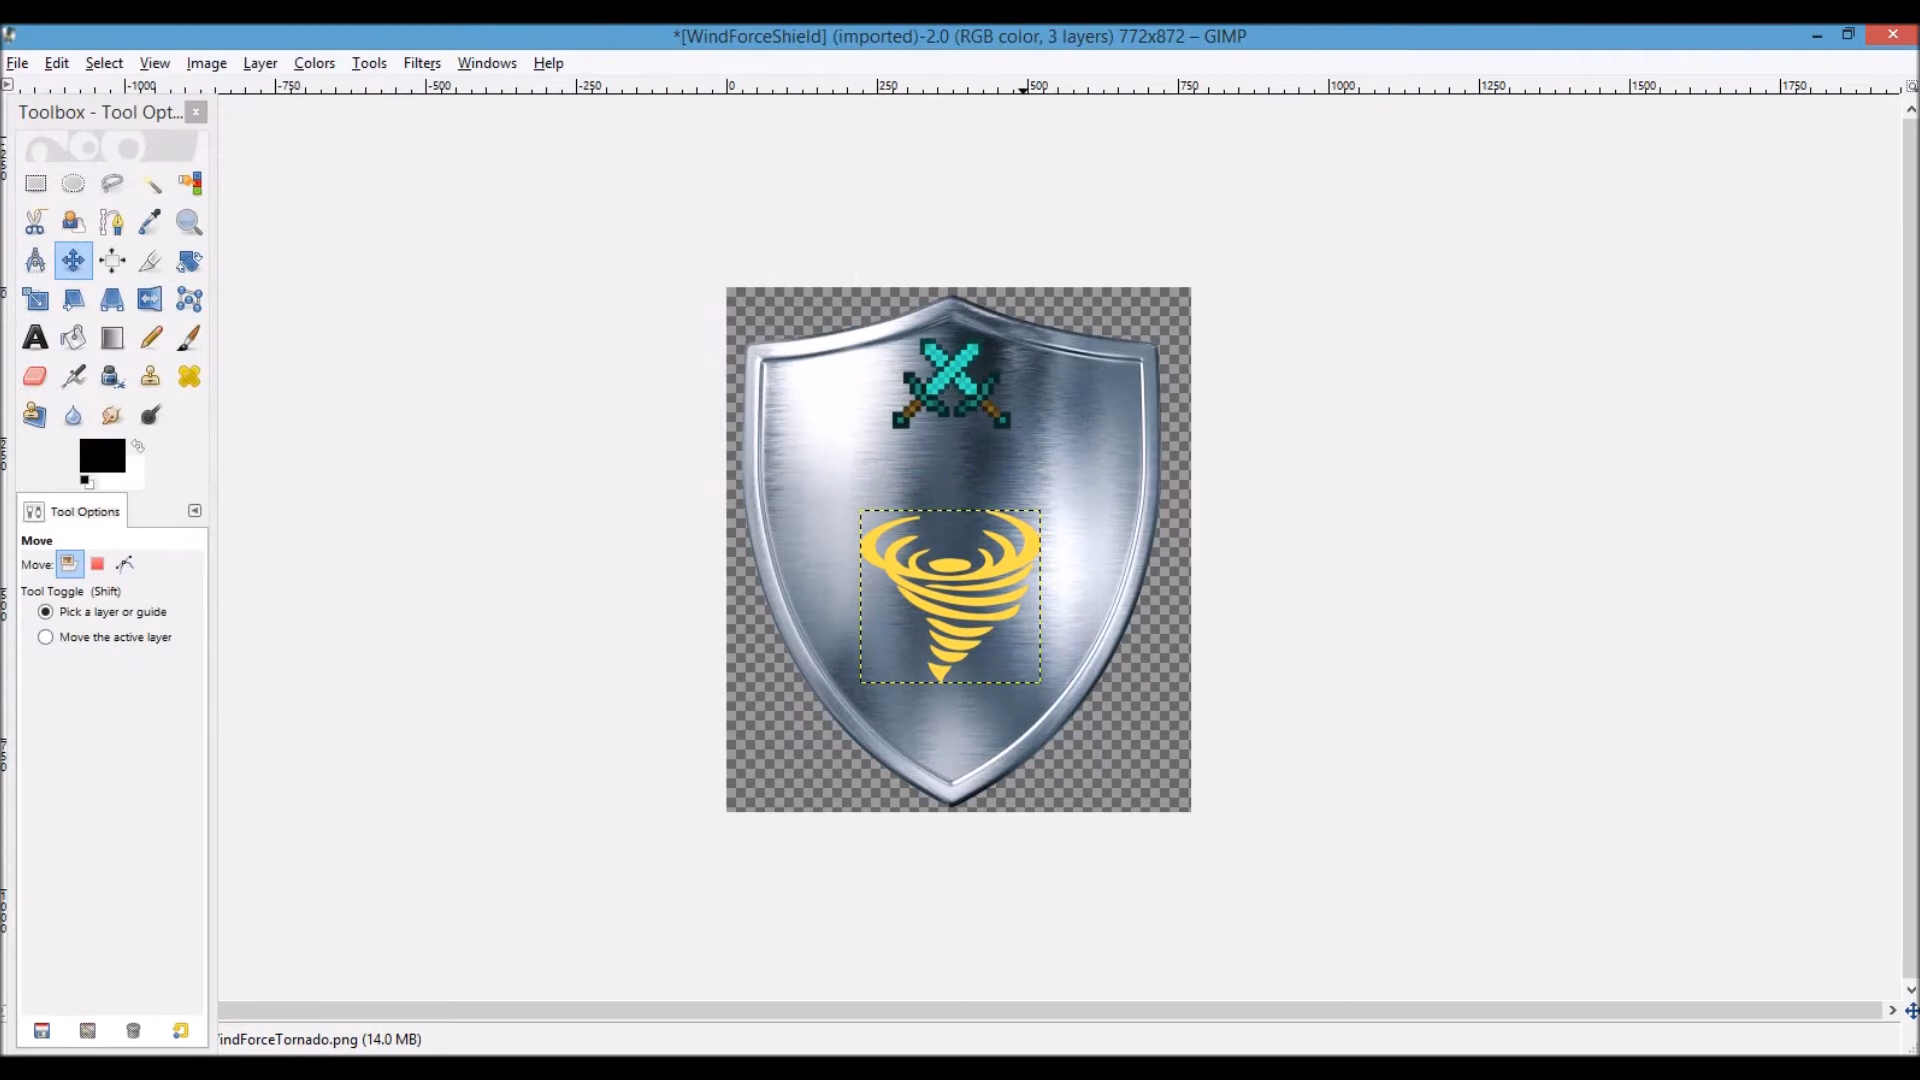 *[WindForceShield] (imported)-2.0 (RGB color, 3 layers) 772x872 – GIMP
File Edit Select View Image Layer Colors Tools Filters Windows Help
-1000 -750 -500 -250 0 250 500 750 1000 1250 1500 1750
Toolbox - Tool Opt...
Tool Options
Move
Move:
Tool Toggle (Shift)
Pick a layer or guide
Move the active layer
indForceTornado.png (14.0 MB)